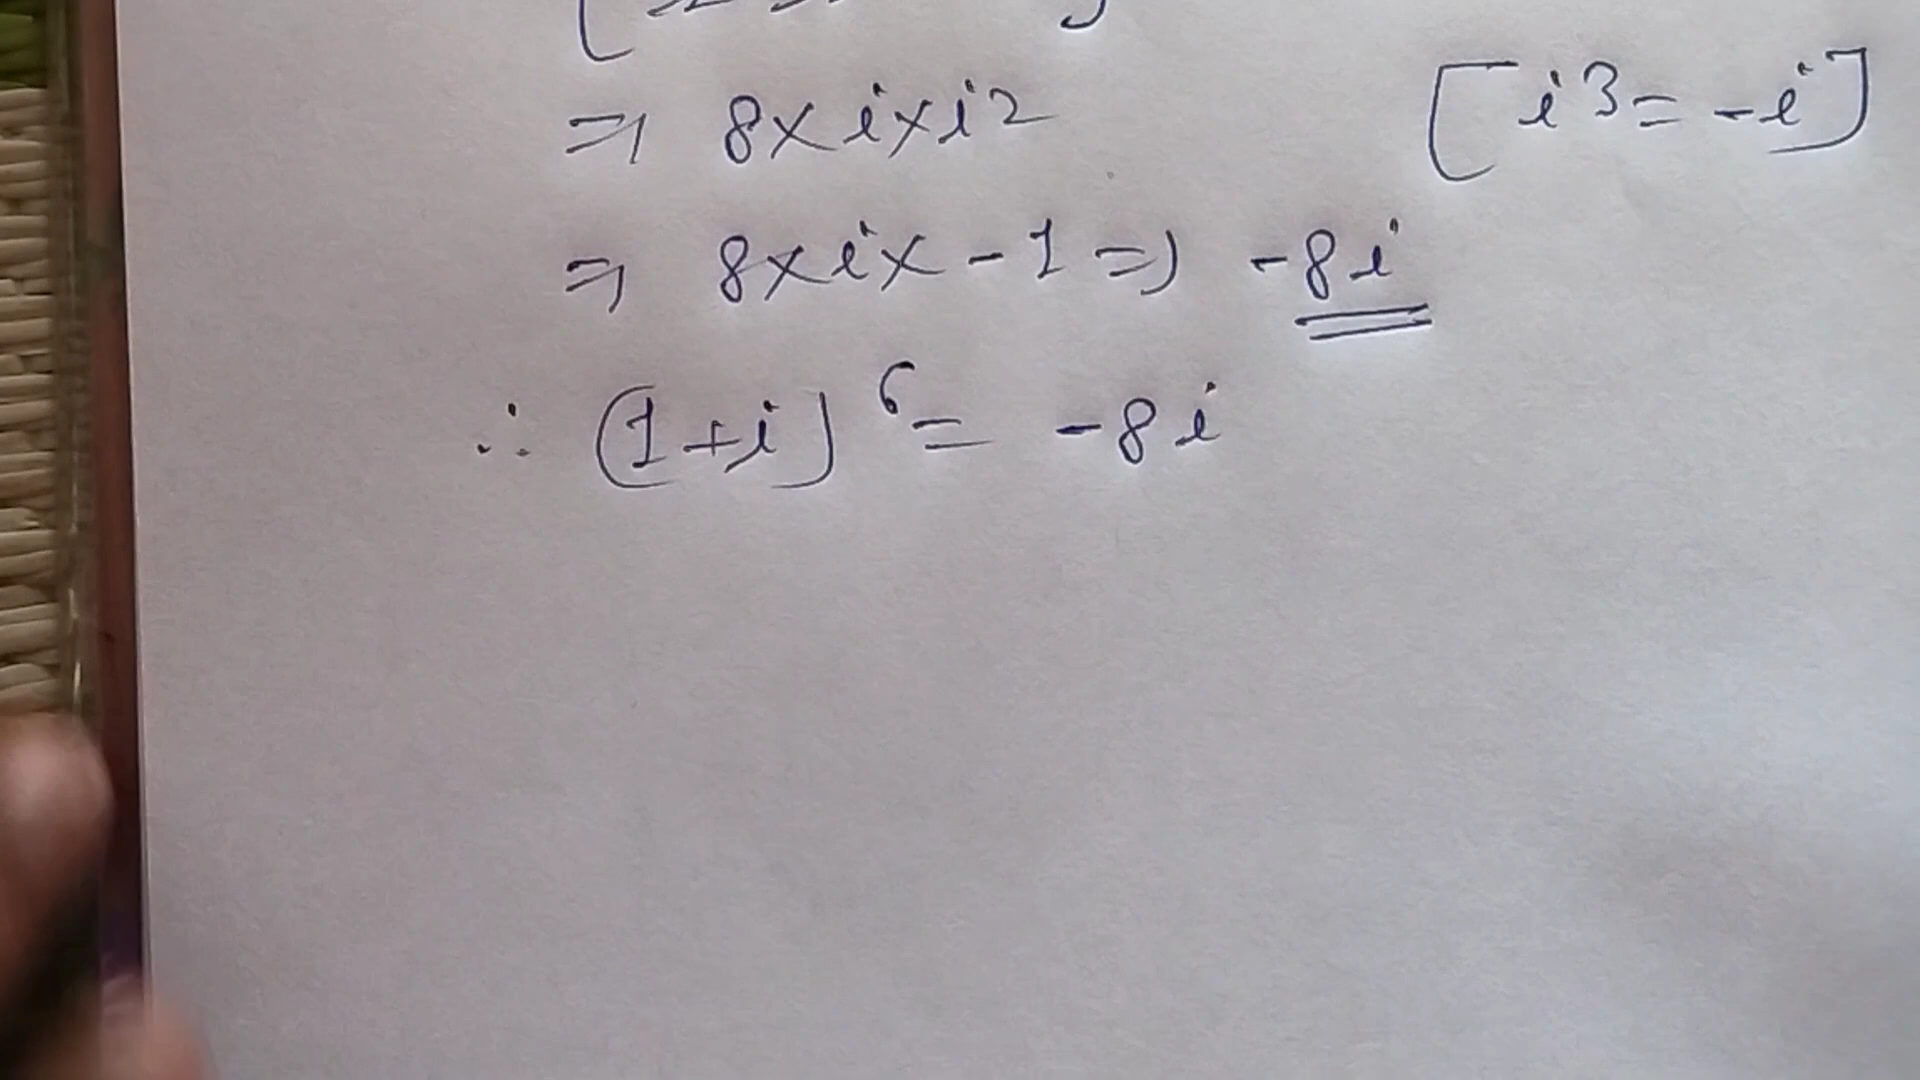 ⇒ 8×i×i² [i³ = -i]
⇒ 8×i×-1 ⇒ -8i
∴ (1+i)⁶ = -8i